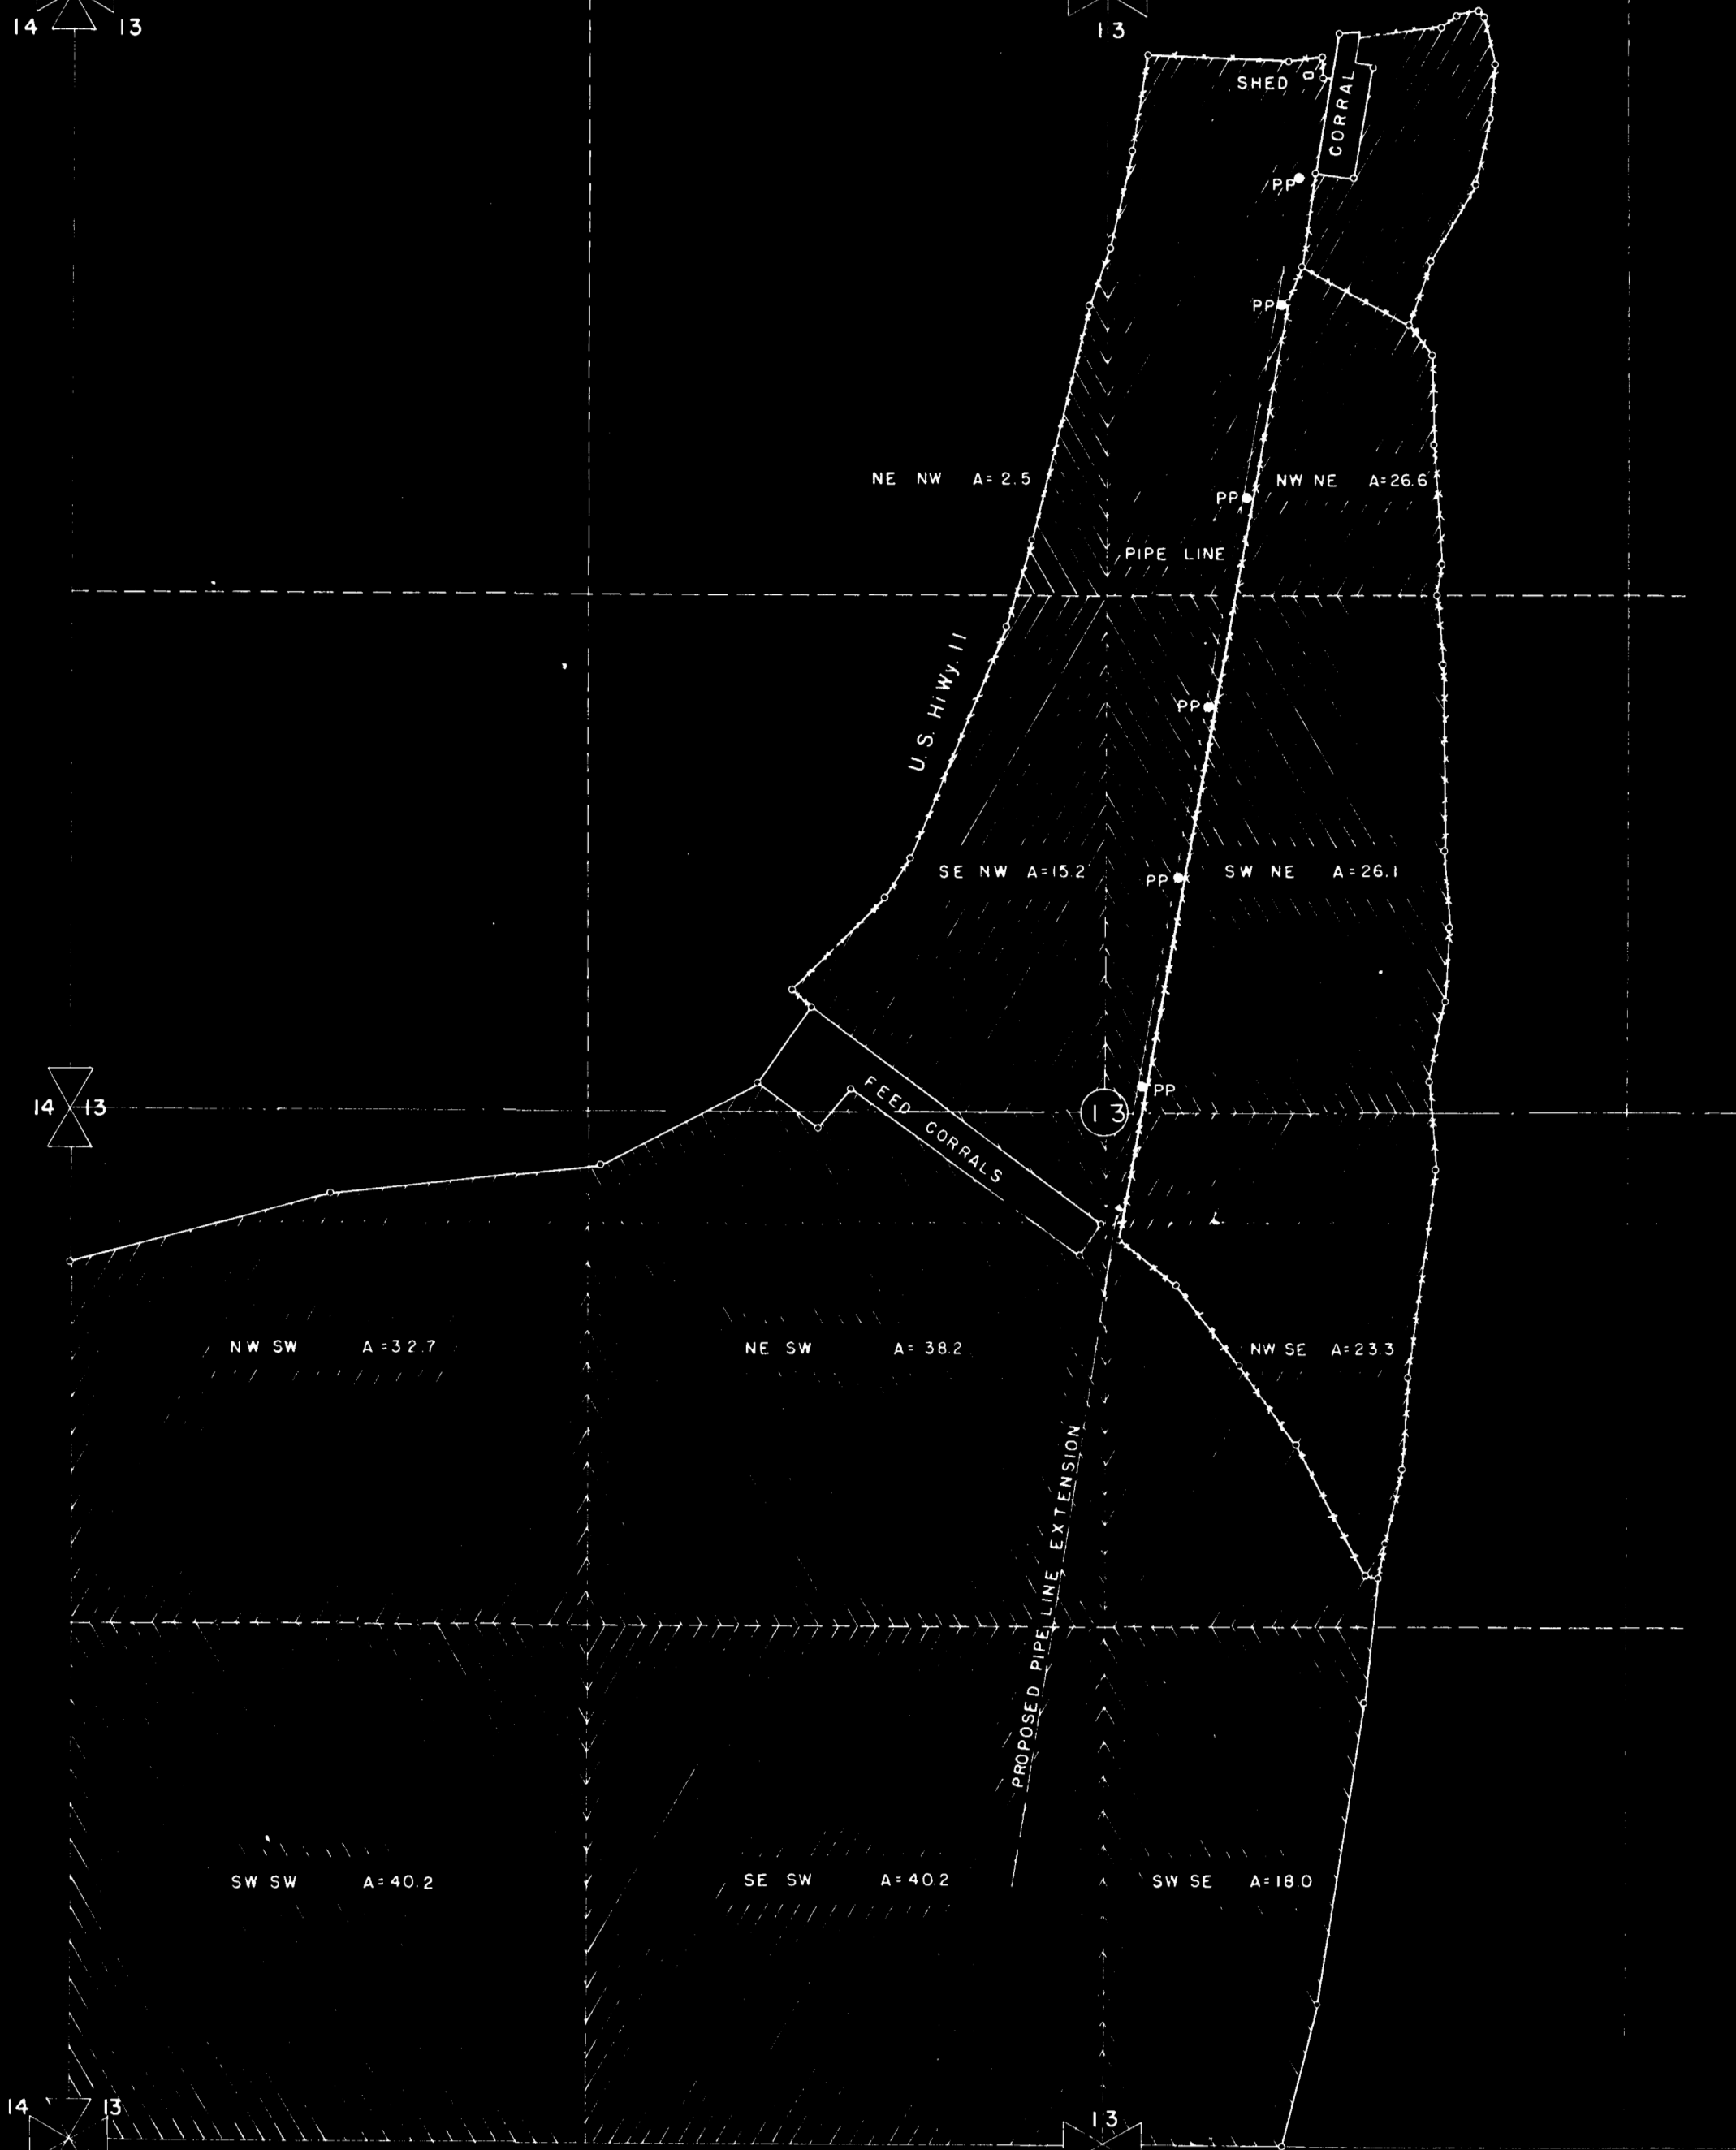 14 13
13
SHED
CORRAL
PP
PP
NE NW A= 2.5
NW NE A=26.6
PP
PIPE LINE
U.S. HiWy. 11
PP
SE NW A=15.2
PP
SW NE A=26.1
PP
14 13
13
FEED CORRALS
NW SW A=32.7
NE SW A= 38.2
NW SE A=23.3
PROPOSED PIPE LINE EXTENSION
SW SW A=40.2
SE SW A=40.2
SW SE A=18.0
14 13
13